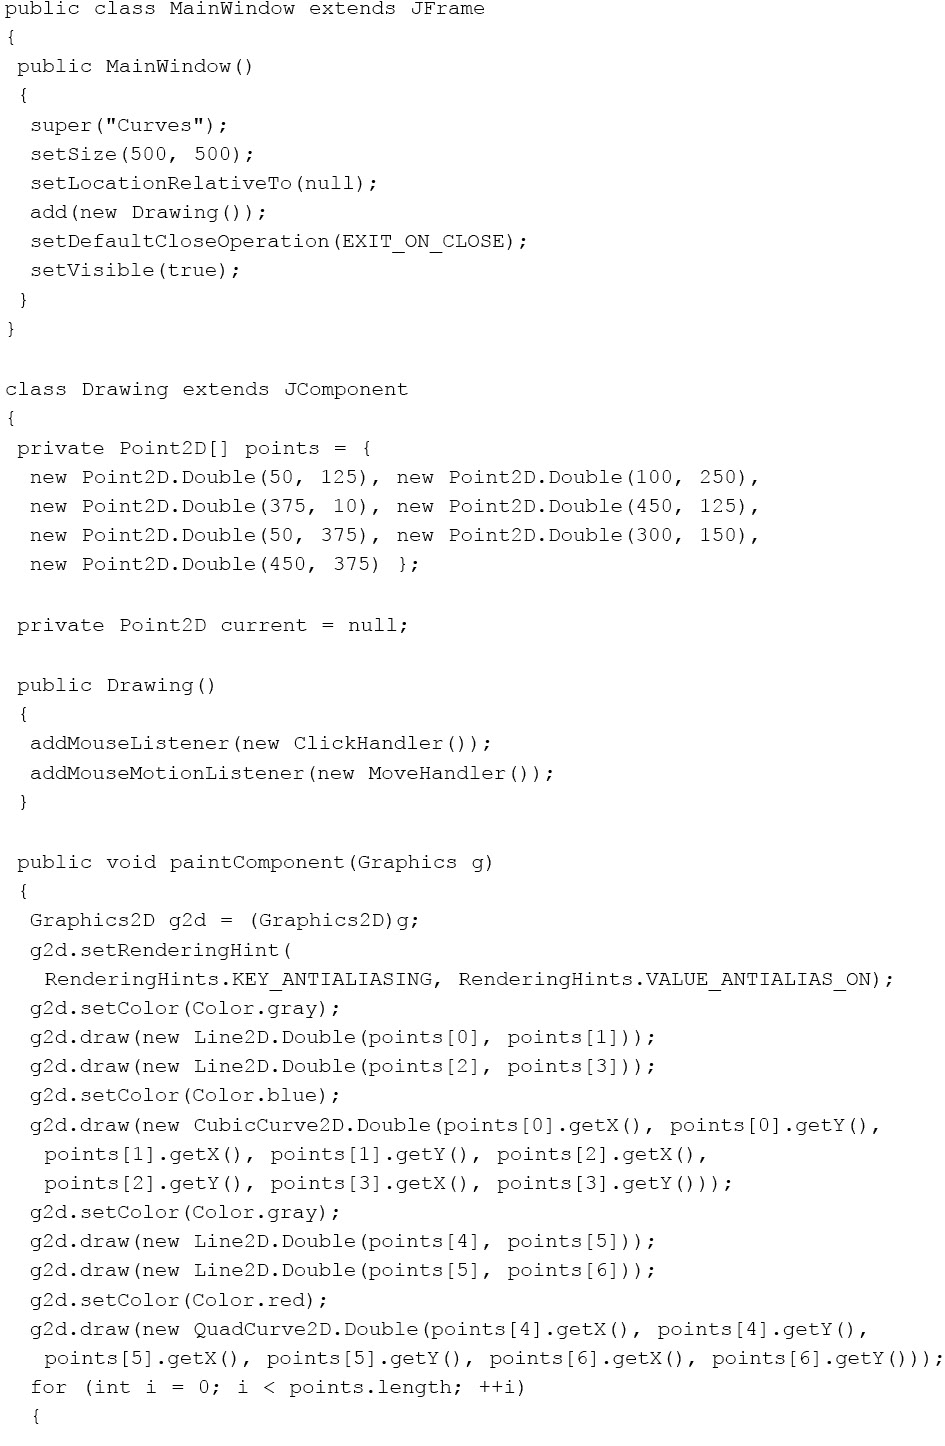 public class MainWindow extends JFrame
{
 public MainWindow()
 {
  super("Curves");
  setSize(500, 500);
  setLocationRelativeTo(null);
  add(new Drawing());
  setDefaultCloseOperation(EXIT_ON_CLOSE);
  setVisible(true);
 }
}

class Drawing extends JComponent
{
 private Point2D[] points = {
  new Point2D.Double(50, 125), new Point2D.Double(100, 250),
  new Point2D.Double(375, 10), new Point2D.Double(450, 125),
  new Point2D.Double(50, 375), new Point2D.Double(300, 150),
  new Point2D.Double(450, 375) };

 private Point2D current = null;

 public Drawing()
 {
  addMouseListener(new ClickHandler());
  addMouseMotionListener(new MoveHandler());
 }

 public void paintComponent(Graphics g)
 {
  Graphics2D g2d = (Graphics2D)g;
  g2d.setRenderingHint(
   RenderingHints.KEY_ANTIALIASING, RenderingHints.VALUE_ANTIALIAS_ON);
  g2d.setColor(Color.gray);
  g2d.draw(new Line2D.Double(points[0], points[1]));
  g2d.draw(new Line2D.Double(points[2], points[3]));
  g2d.setColor(Color.blue);
  g2d.draw(new CubicCurve2D.Double(points[0].getX(), points[0].getY(),
   points[1].getX(), points[1].getY(), points[2].getX(),
   points[2].getY(), points[3].getX(), points[3].getY()));
  g2d.setColor(Color.gray);
  g2d.draw(new Line2D.Double(points[4], points[5]));
  g2d.draw(new Line2D.Double(points[5], points[6]));
  g2d.setColor(Color.red);
  g2d.draw(new QuadCurve2D.Double(points[4].getX(), points[4].getY(),
   points[5].getX(), points[5].getY(), points[6].getX(), points[6].getY()));
  for (int i = 0; i < points.length; ++i)
  {